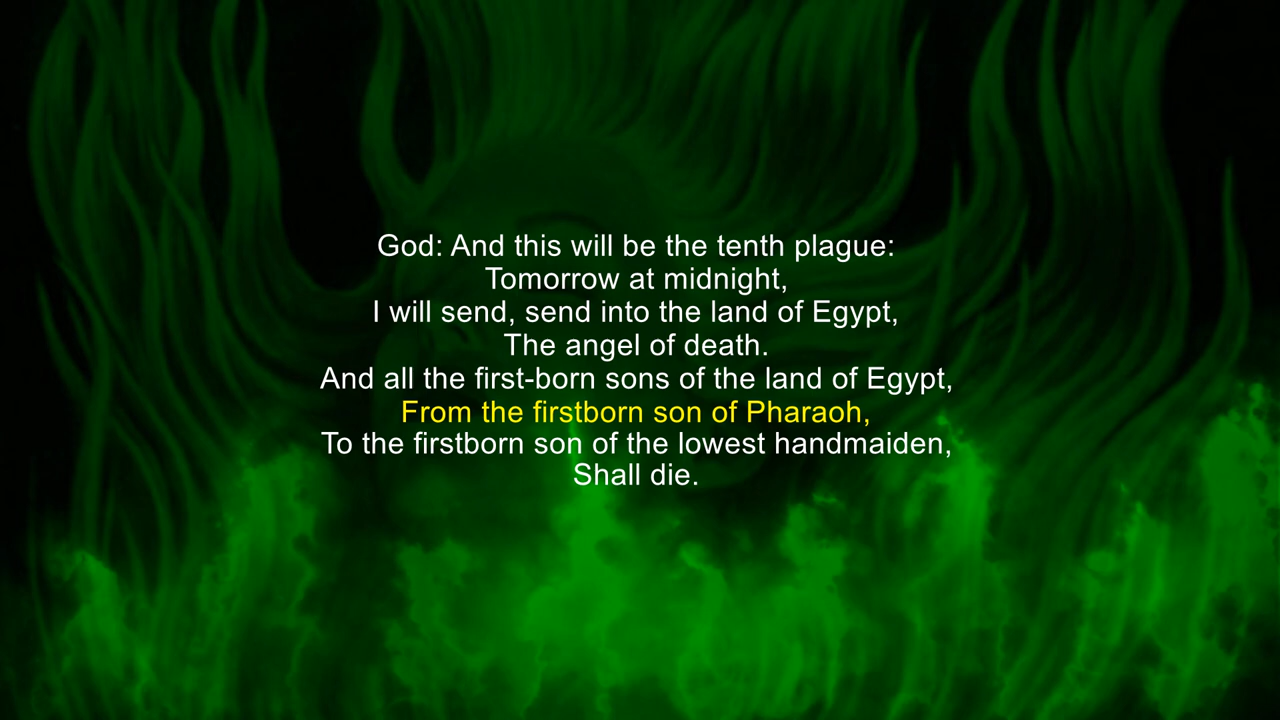 God: And this will be the tenth plague:
Tomorrow at midnight,
I will send, send into the land of Egypt,
The angel of death.
And all the first-born sons of the land of Egypt,
From the firstborn son of Pharaoh,
To the firstborn son of the lowest handmaiden,
Shall die.